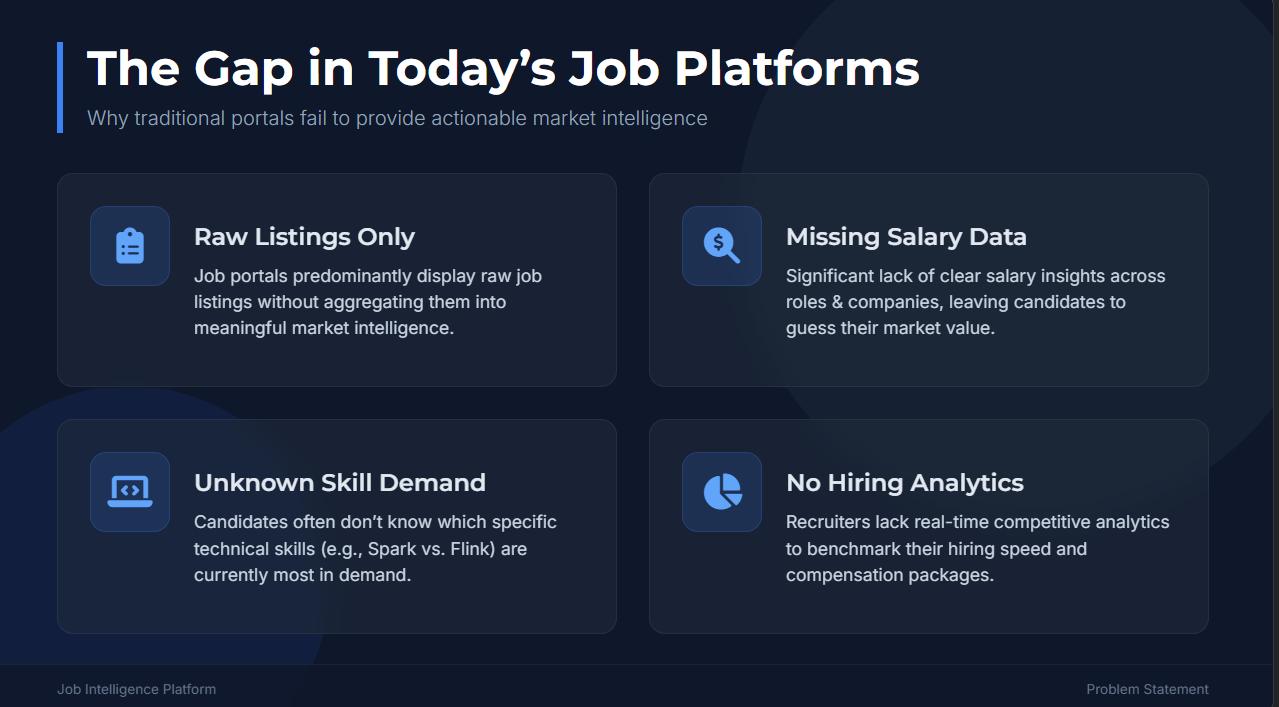 The Gap in Today’s Job Platforms
Why traditional portals fail to provide actionable market intelligence
Raw Listings Only
Job portals predominantly display raw job
listings without aggregating them into
meaningful market intelligence.
Missing Salary Data
Significant lack of clear salary insights across
roles & companies, leaving candidates to
guess their market value.
Unknown Skill Demand
Candidates often don’t know which specific
technical skills (e.g., Spark vs. Flink) are
currently most in demand.
No Hiring Analytics
Recruiters lack real-time competitive analytics
to benchmark their hiring speed and
compensation packages.
Job Intelligence Platform
Problem Statement